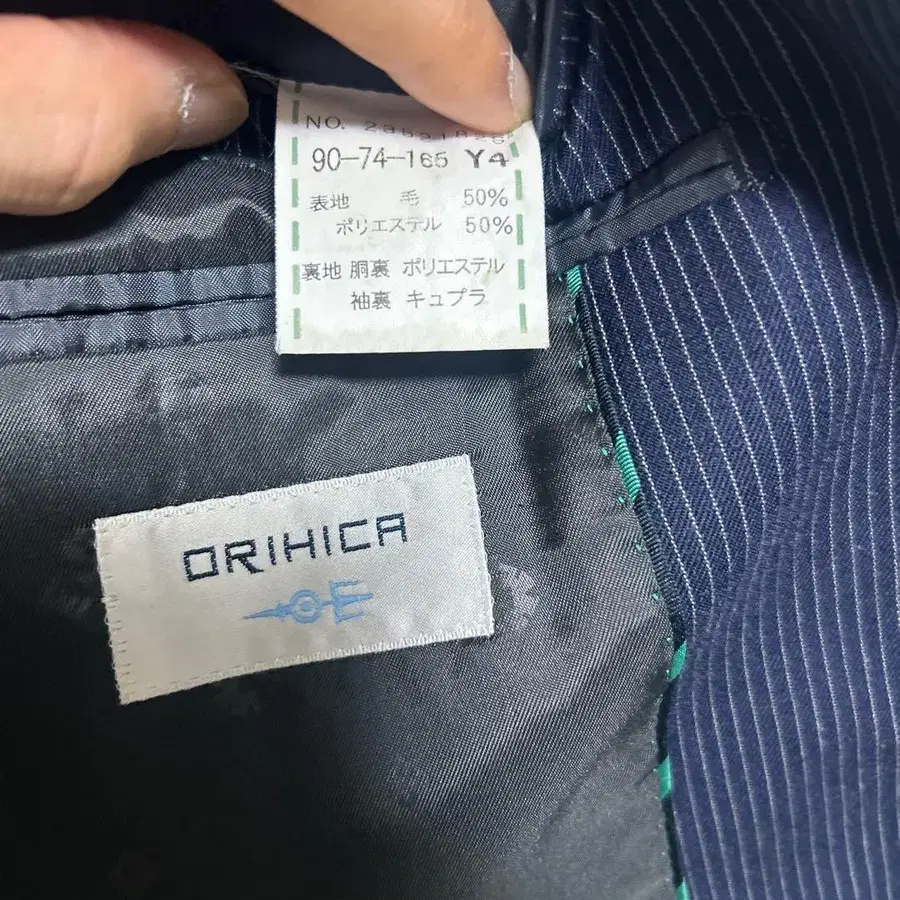 NO.
90-74-165 Y4
表地 毛 50%
ポリエステル 50%
裏地 胴裏 ポリエステル
袖裏 キュプラ
ORIHICA